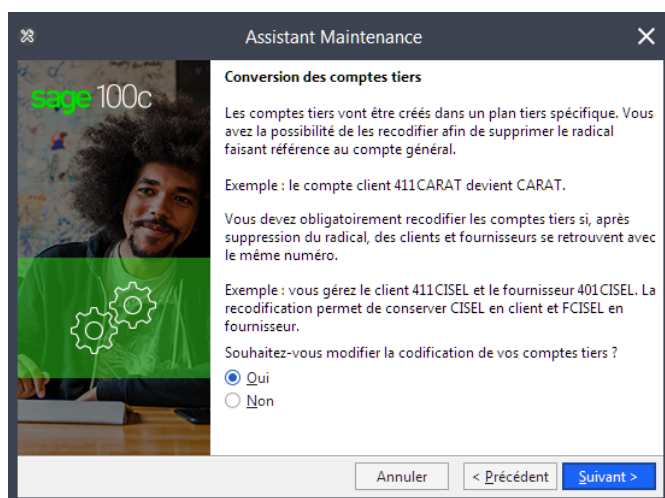 Assistant Maintenance
sage 100c
Conversion des comptes tiers
Les comptes tiers vont être créés dans un plan tiers spécifique. Vous
avez la possibilité de les recodifier afin de supprimer le radical
faisant référence au compte général.
Exemple : le compte client 411CARAT devient CARAT.
Vous devez obligatoirement recodifier les comptes tiers si, après
suppression du radical, des clients et fournisseurs se retrouvent avec
le même numéro.
Exemple : vous gérez le client 411CISEL et le fournisseur 401CISEL. La
recodification permet de conserver CISEL en client et FCISEL en
fournisseur.
Souhaitez-vous modifier la codification de vos comptes tiers ?
Oui
Non
Annuler < Précédent Suivant >